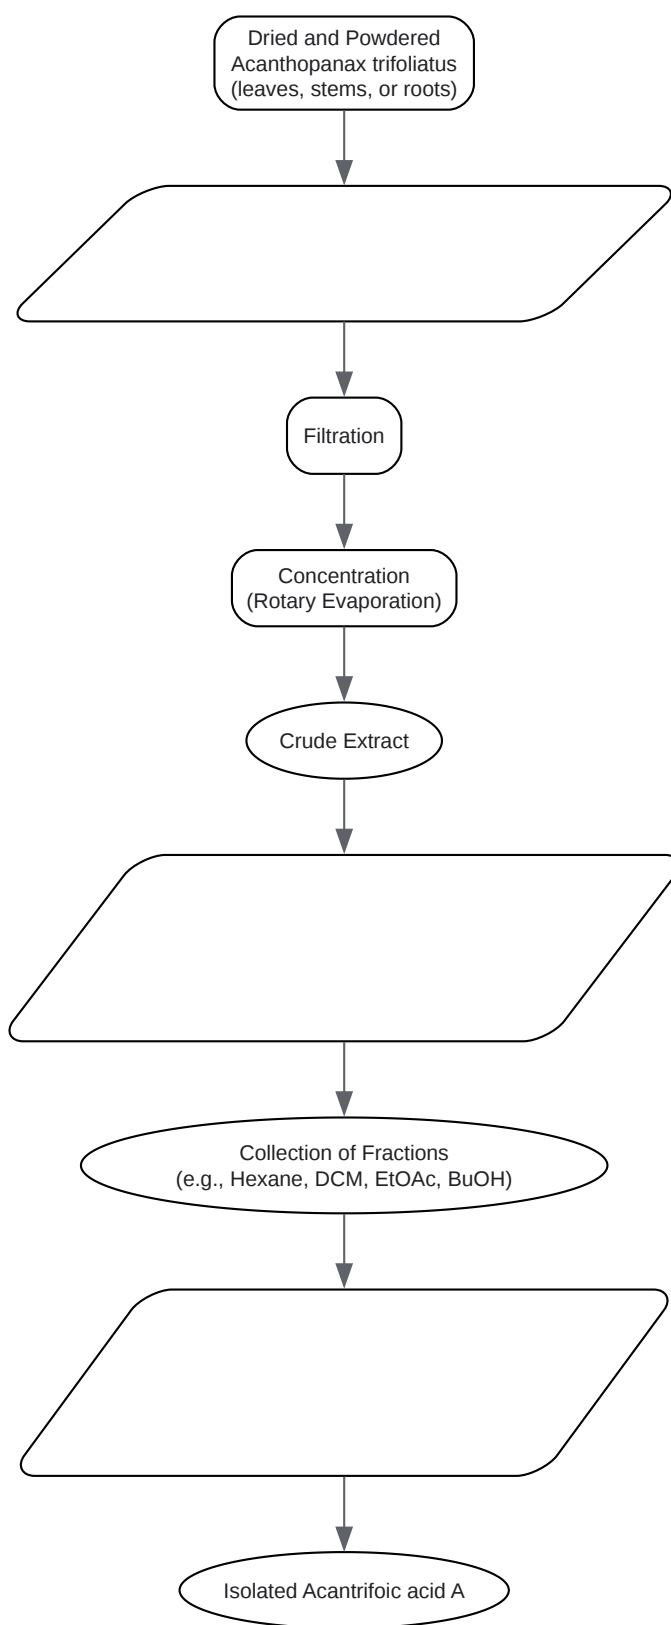 Dried and Powdered
Acanthopanax trifoliatus
(leaves, stems, or roots)
Filtration
Concentration
(Rotary Evaporation)
Crude Extract
Collection of Fractions
(e.g., Hexane, DCM, EtOAc, BuOH)
Isolated Acantrifoic acid A